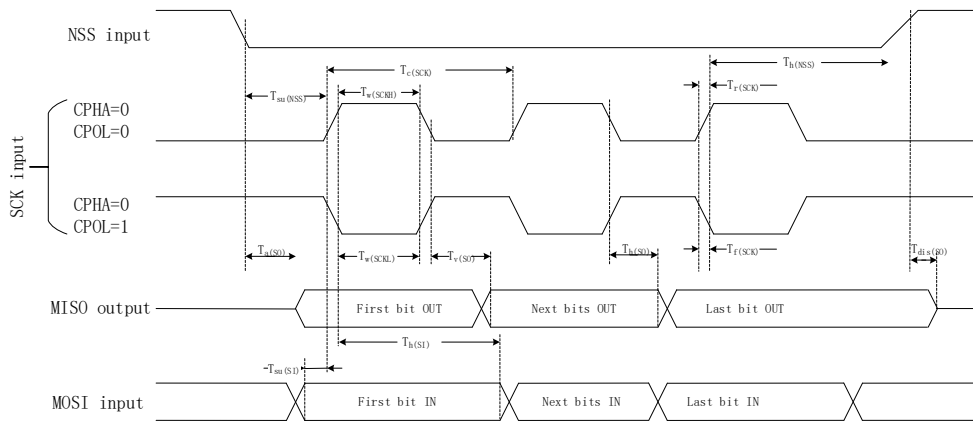 NSS input
Tc(SCK)
Th(NSS)
Tsu(NSS)
Tw(SCKH)
Tr(SCK)
CPHA=0
CPOL=0
SCK input
CPHA=0
CPOL=1
Ta(SO)
Tw(SCKL)
Tv(SO)
Th(SO)
Tf(SCK)
Tdis(SO)
MISO output
First bit OUT
Next bits OUT
Last bit OUT
Th(SI)
Tsu(SI)
MOSI input
First bit IN
Next bits IN
Last bit IN